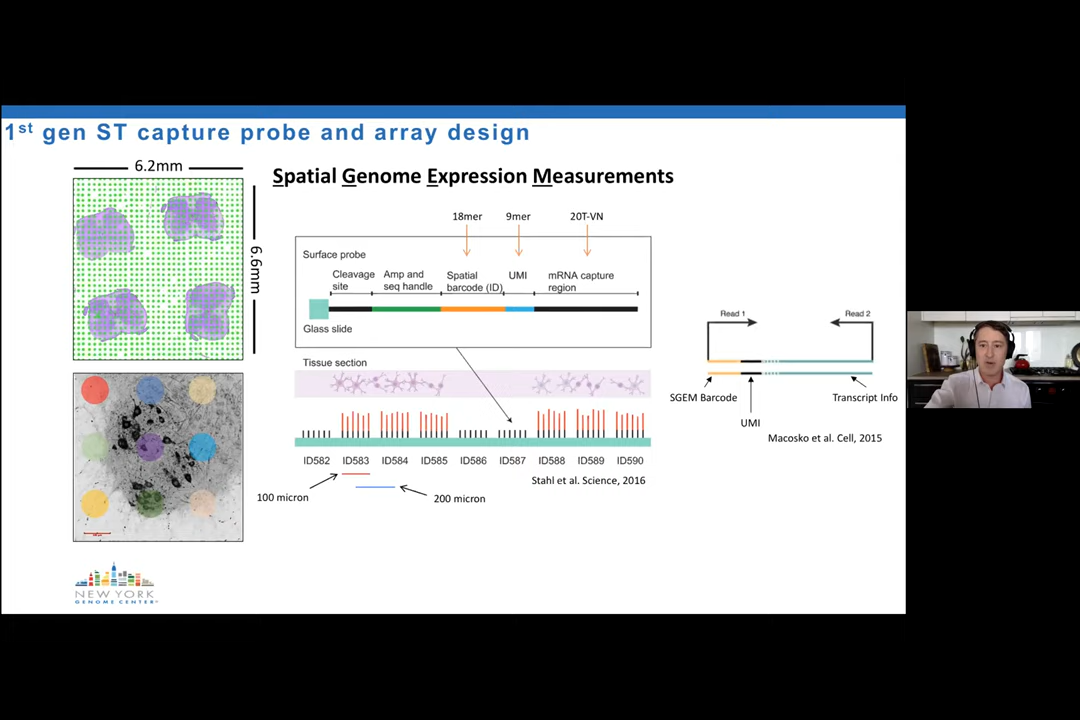 1st gen ST capture probe and array design
6.2mm
6.6mm
Spatial Genome Expression Measurements
18mer
9mer
20T-VN
Surface probe
Cleavage site
Amp and seq handle
Spatial barcode (ID)
UMI
mRNA capture region
Glass slide
Tissue section
ID582 ID583 ID584 ID585 ID586 ID587 ID588 ID589 ID590
Stahl et al. Science, 2016
100 micron
200 micron
Read 1
Read 2
SGEM Barcode
UMI
Transcript Info
Macosko et al. Cell, 2015
NEW YORK
GENOME CENTER